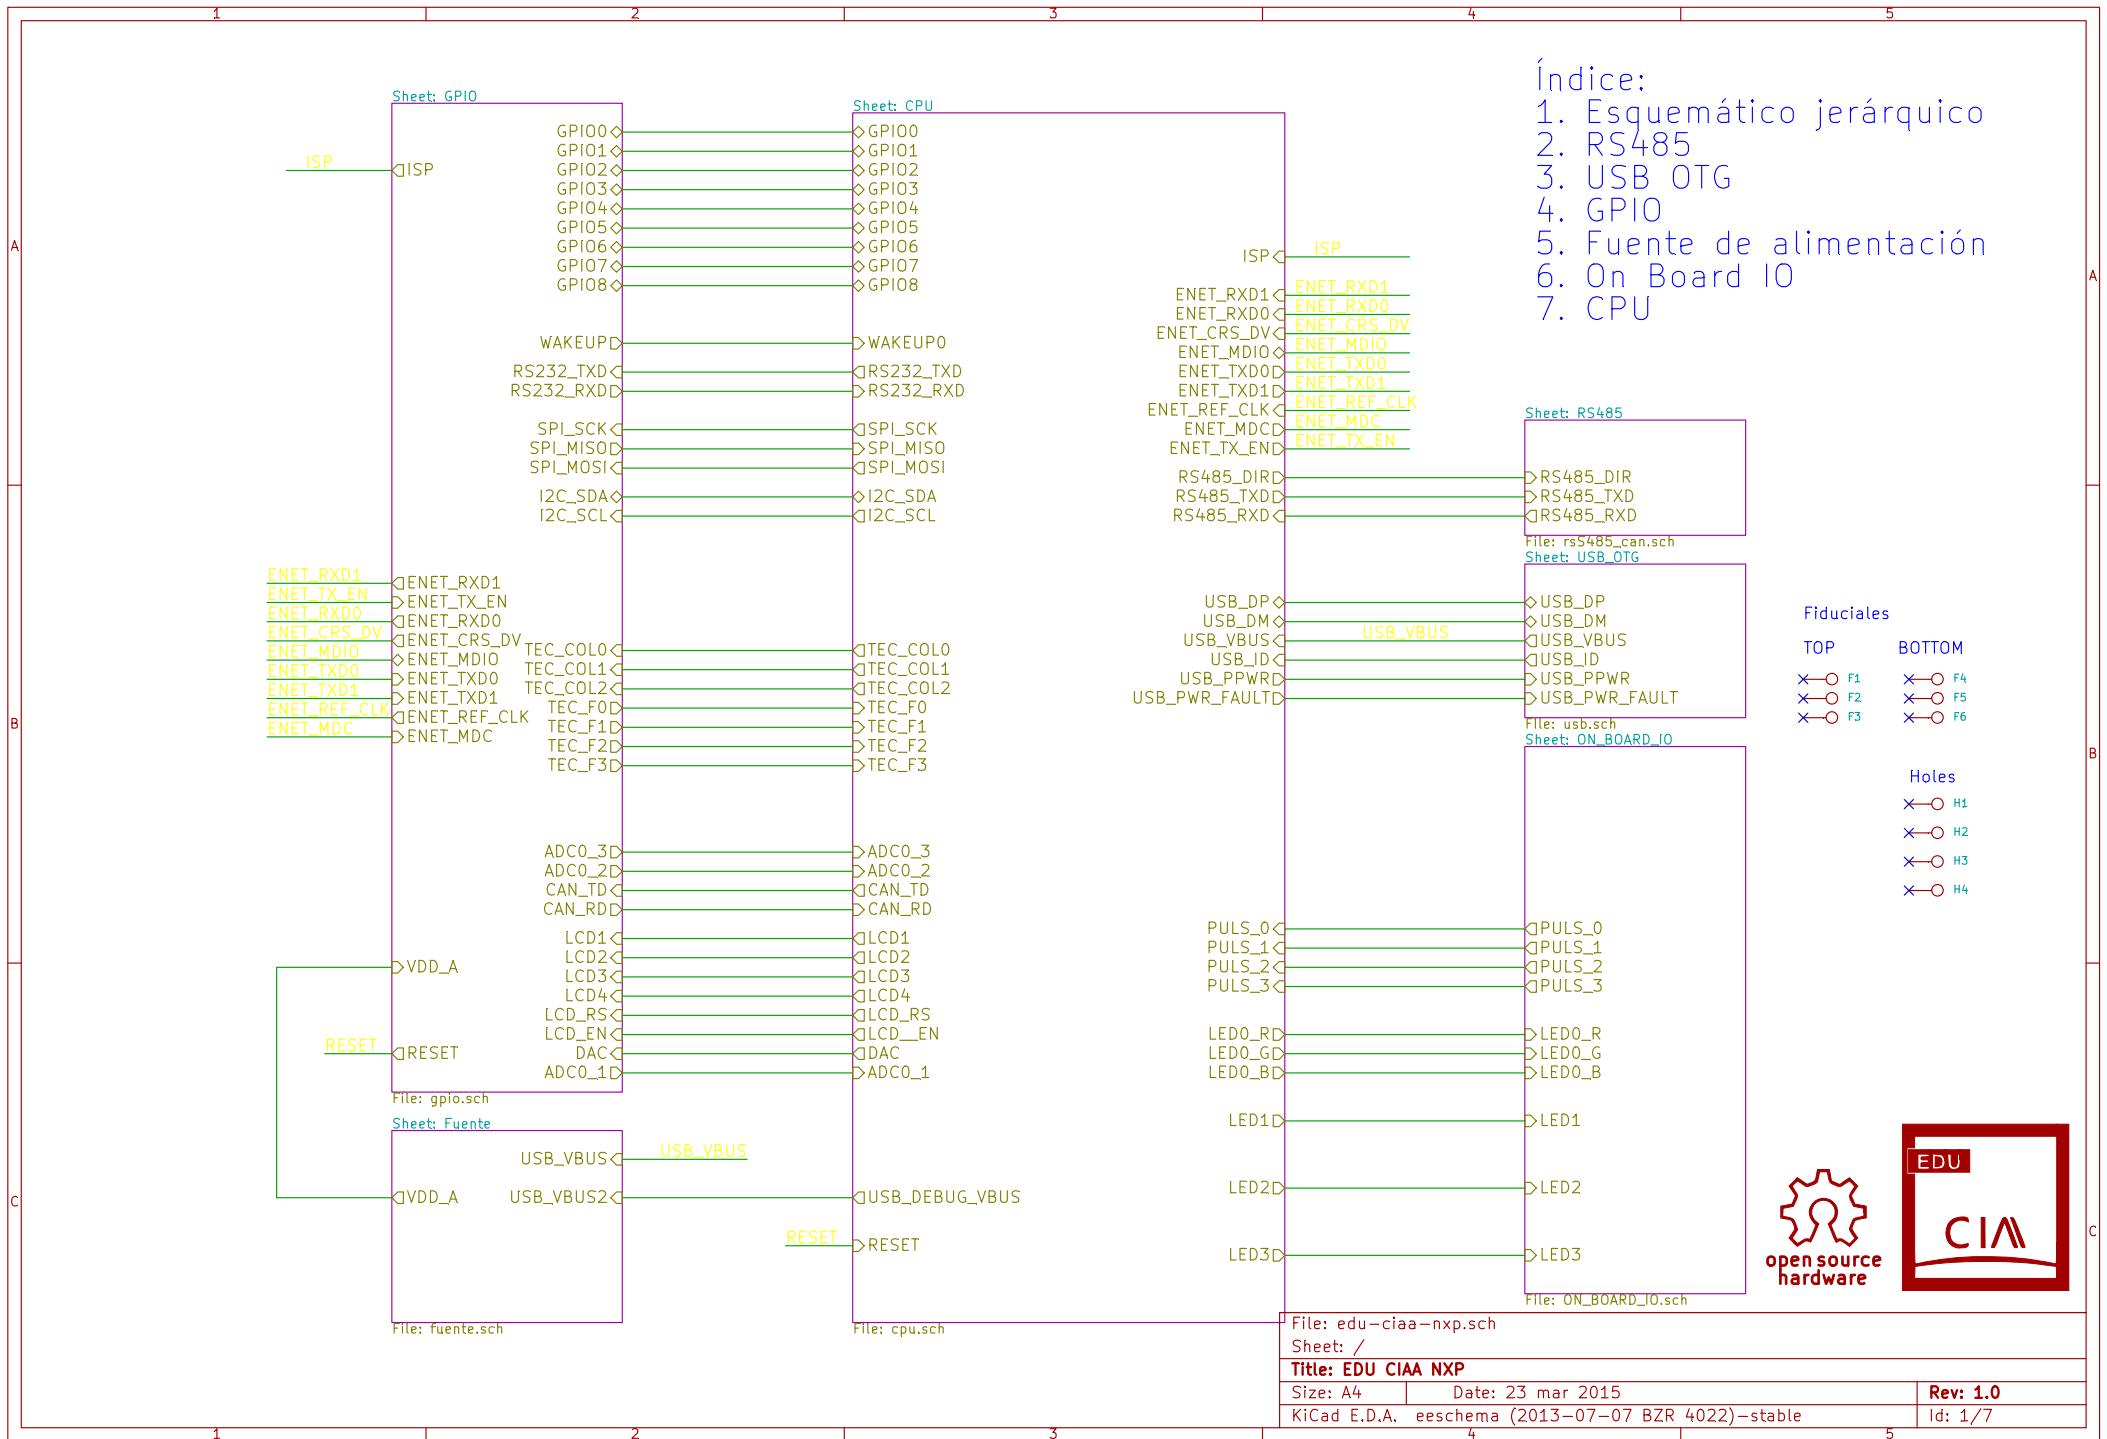 1 2 3 4 5
A
B
C
A
B
C
Índice:
1. Esquemático jerárquico
2. RS485
3. USB OTG
4. GPIO
5. Fuente de alimentación
6. On Board IO
7. CPU
Sheet: GPIO
ISP
ISP
GPIO0
GPIO1
GPIO2
GPIO3
GPIO4
GPIO5
GPIO6
GPIO7
GPIO8
WAKEUP
RS232_TXD
RS232_RXD
SPI_SCK
SPI_MISO
SPI_MOSI
I2C_SDA
I2C_SCL
ENET_RXD1
ENET_TX_EN
ENET_RXD0
ENET_CRS_DV
ENET_MDIO
ENET_TXD0
ENET_TXD1
ENET_REF_CLK
ENET_MDC
ENET_RXD1
ENET_TX_EN
ENET_RXD0
ENET_CRS_DV
ENET_MDIO
ENET_TXD0
ENET_TXD1
ENET_REF_CLK
ENET_MDC
TEC_COL0
TEC_COL1
TEC_COL2
TEC_F0
TEC_F1
TEC_F2
TEC_F3
ADC0_3
ADC0_2
CAN_TD
CAN_RD
LCD1
LCD2
LCD3
LCD4
LCD_RS
LCD_EN
DAC
ADC0_1
VDD_A
RESET
RESET
File: gpio.sch
Sheet: Fuente
USB_VBUS
USB_VBUS
VDD_A
USB_VBUS2
File: fuente.sch
Sheet: CPU
GPIO0
GPIO1
GPIO2
GPIO3
GPIO4
GPIO5
GPIO6
GPIO7
GPIO8
WAKEUP0
RS232_TXD
RS232_RXD
SPI_SCK
SPI_MISO
SPI_MOSI
I2C_SDA
I2C_SCL
TEC_COL0
TEC_COL1
TEC_COL2
TEC_F0
TEC_F1
TEC_F2
TEC_F3
ADC0_3
ADC0_2
CAN_TD
CAN_RD
LCD1
LCD2
LCD3
LCD4
LCD_RS
LCD__EN
DAC
ADC0_1
USB_DEBUG_VBUS
RESET
RESET
ISP
ISP
ENET_RXD1
ENET_RXD0
ENET_CRS_DV
ENET_MDIO
ENET_TXD0
ENET_TXD1
ENET_REF_CLK
ENET_MDC
ENET_TX_EN
ENET_RXD1
ENET_RXD0
ENET_CRS_DV
ENET_MDIO
ENET_TXD0
ENET_TXD1
ENET_REF_CLK
ENET_MDC
ENET_TX_EN
RS485_DIR
RS485_TXD
RS485_RXD
USB_DP
USB_DM
USB_VBUS
USB_ID
USB_PPWR
USB_PWR_FAULT
USB_VBUS
PULS_0
PULS_1
PULS_2
PULS_3
LED0_R
LED0_G
LED0_B
LED1
LED2
LED3
File: cpu.sch
Sheet: RS485
RS485_DIR
RS485_TXD
RS485_RXD
File: rsS485_can.sch
Sheet: USB_OTG
USB_DP
USB_DM
USB_VBUS
USB_ID
USB_PPWR
USB_PWR_FAULT
File: usb.sch
Sheet: ON_BOARD_IO
PULS_0
PULS_1
PULS_2
PULS_3
LED0_R
LED0_G
LED0_B
LED1
LED2
LED3
File: ON_BOARD_IO.sch
Fiduciales
TOP BOTTOM
F1 F4
F2 F5
F3 F6
Holes
H1
H2
H3
H4
open source
hardware
EDU
CIAA
File: edu-ciaa-nxp.sch
Sheet: /
Title: EDU CIAA NXP
Size: A4 Date: 23 mar 2015 Rev: 1.0
KiCad E.D.A. eeschema (2013-07-07 BZR 4022)-stable Id: 1/7
1 2 3 4 5